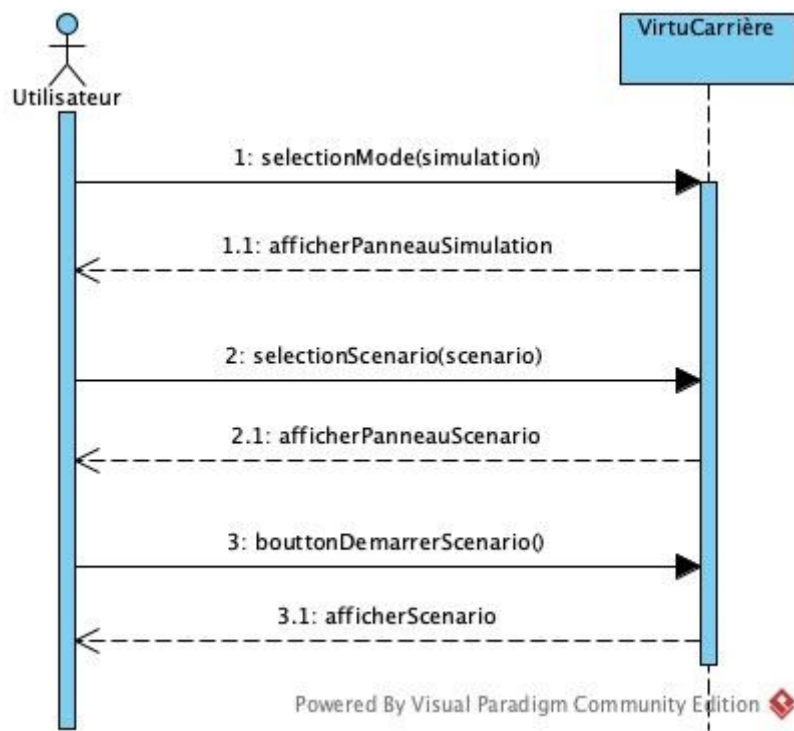 VirtuCarrière
Utilisateur
1: selectionMode(simulation)
1.1: afficherPanneauSimulation
2: selectionScenario(scenario)
2.1: afficherPanneauScenario
3: bouttonDemarrerScenario()
3.1: afficherScenario
Powered By Visual Paradigm Community Edition